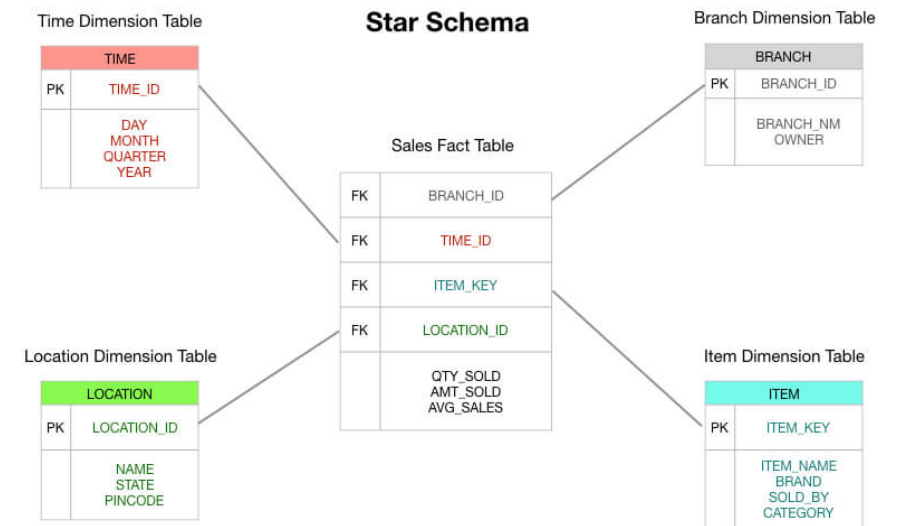 Star Schema
Time Dimension Table
TIME
PK TIME_ID
DAY
MONTH
QUARTER
YEAR
Branch Dimension Table
BRANCH
PK BRANCH_ID
BRANCH_NM
OWNER
Sales Fact Table
FK BRANCH_ID
FK TIME_ID
FK ITEM_KEY
FK LOCATION_ID
QTY_SOLD
AMT_SOLD
AVG_SALES
Location Dimension Table
LOCATION
PK LOCATION_ID
NAME
STATE
PINCODE
Item Dimension Table
ITEM
PK ITEM_KEY
ITEM_NAME
BRAND
SOLD_BY
CATEGORY